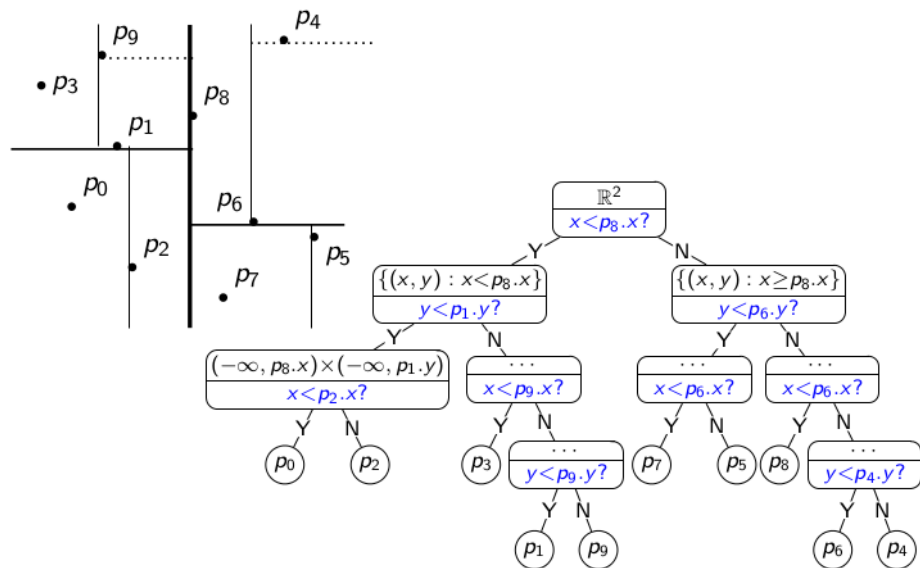 p₉
p₄
p₃
p₈
p₁
p₀
p₆
p₂
p₅
p₇
ℝ²
x<p₈.x?
Y N
{(x, y) : x<p₈.x} {(x, y) : x≥p₈.x}
y<p₁.y? y<p₆.y?
Y N Y N
(−∞, p₈.x)×(−∞, p₁.y) ··· ··· ···
x<p₂.x? x<p₉.x? x<p₆.x? x<p₆.x?
Y N Y N Y N Y N
p₀ p₂ p₃ ··· p₇ p₅ p₈ ···
y<p₉.y? y<p₄.y?
Y N Y N
p₁ p₉ p₆ p₄